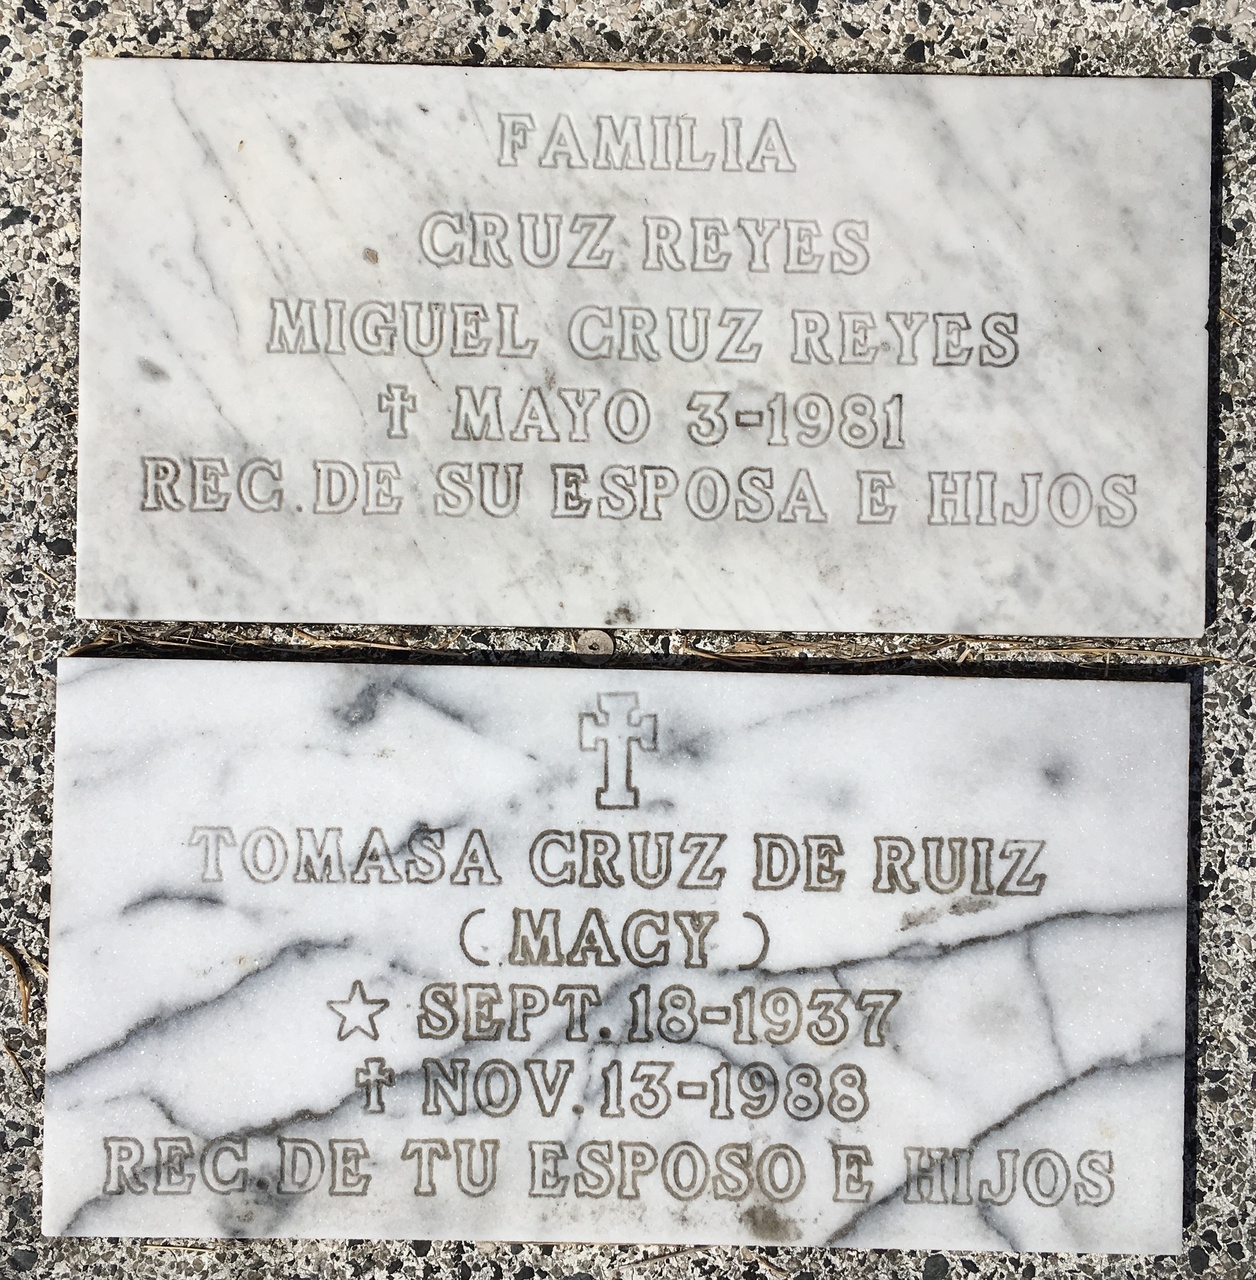 FAMILIA
CRUZ REYES
MIGUEL CRUZ REYES
✝ MAYO 3-1981
REC. DE SU ESPOSA E HIJOS
✝
TOMASA CRUZ DE RUIZ
(MACY)
☆ SEPT. 18-1937
✝ NOV. 13-1988
REC. DE TU ESPOSO E HIJOS